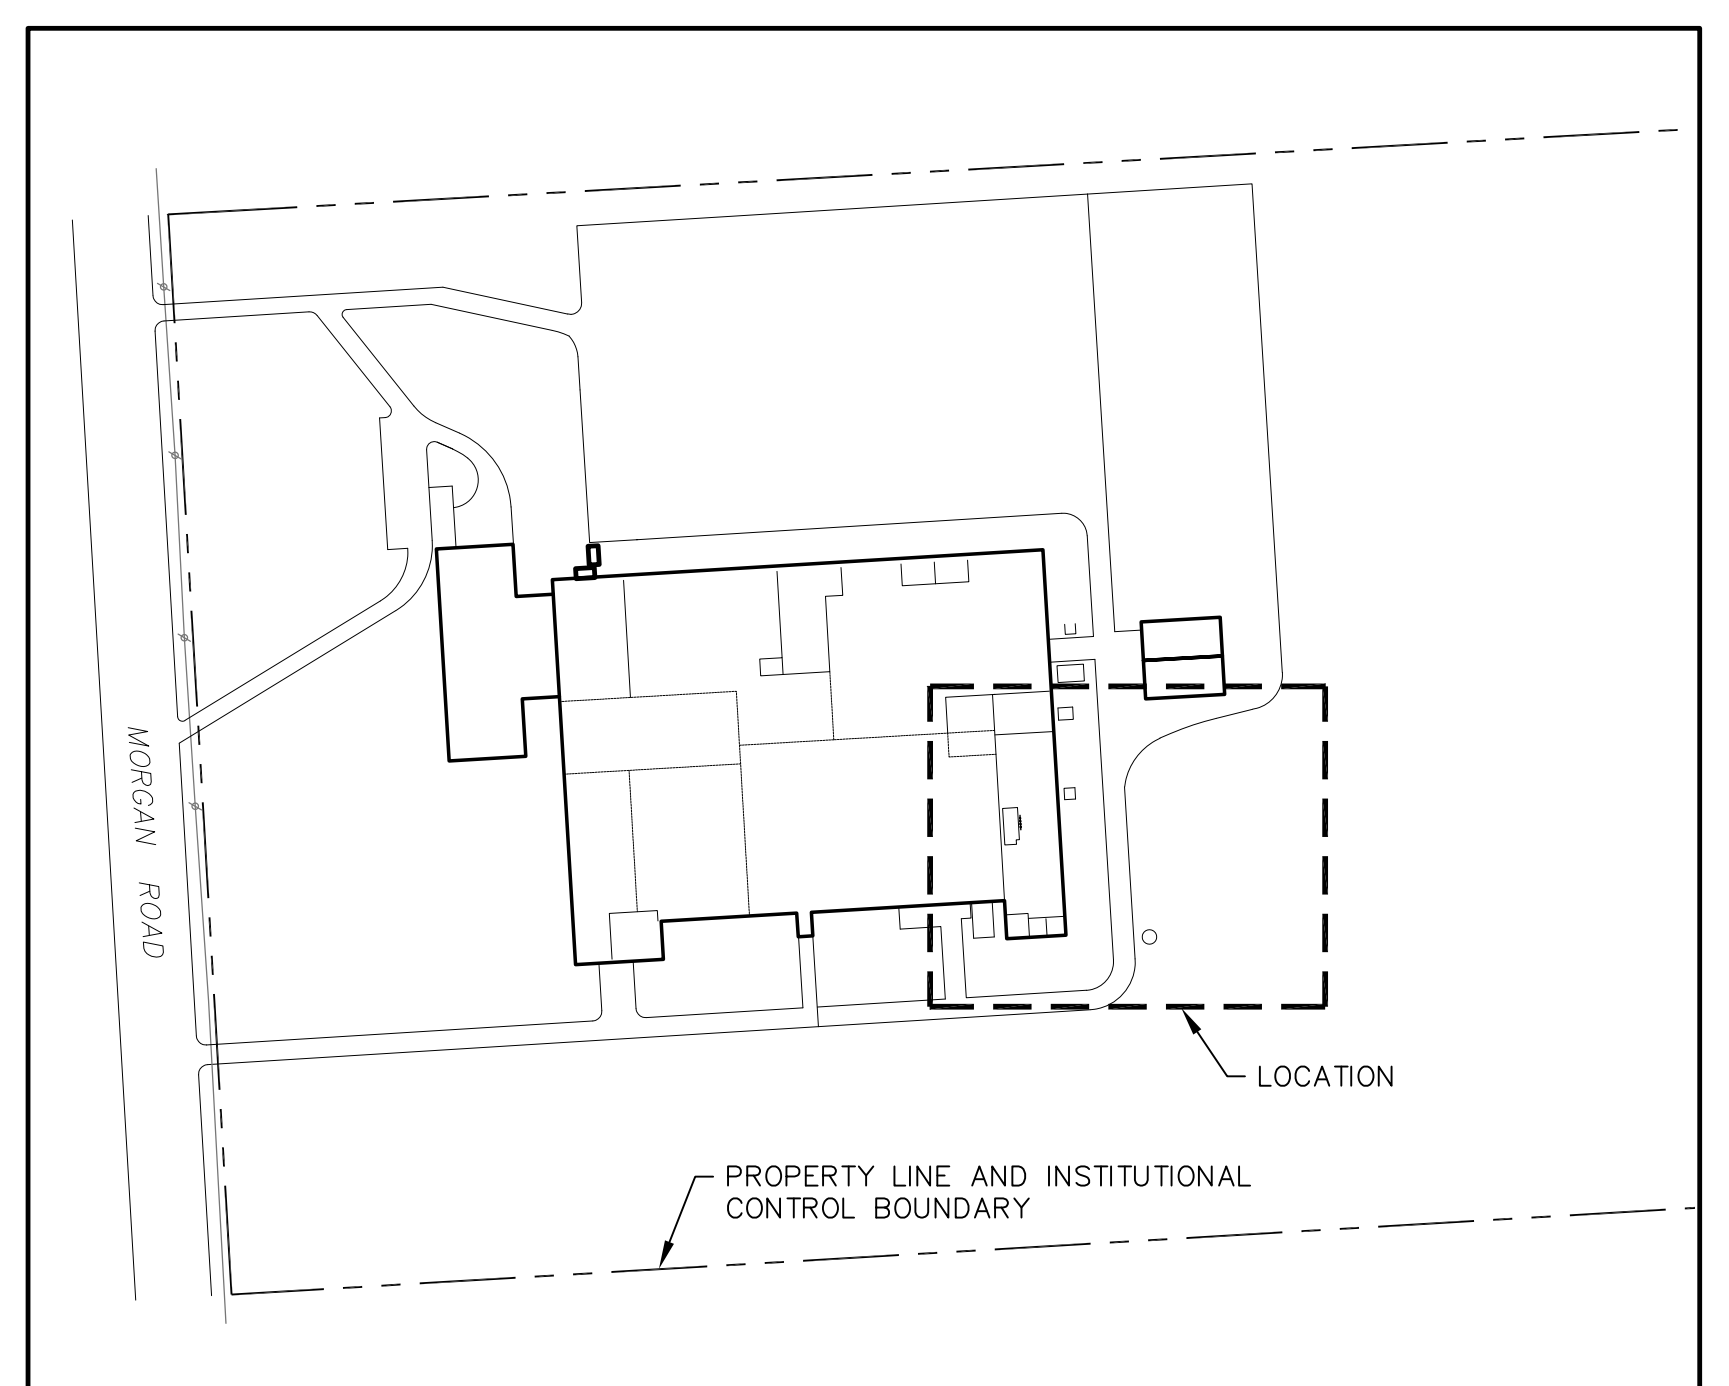 MORGAN ROAD
LOCATION
PROPERTY LINE AND INSTITUTIONAL
CONTROL BOUNDARY